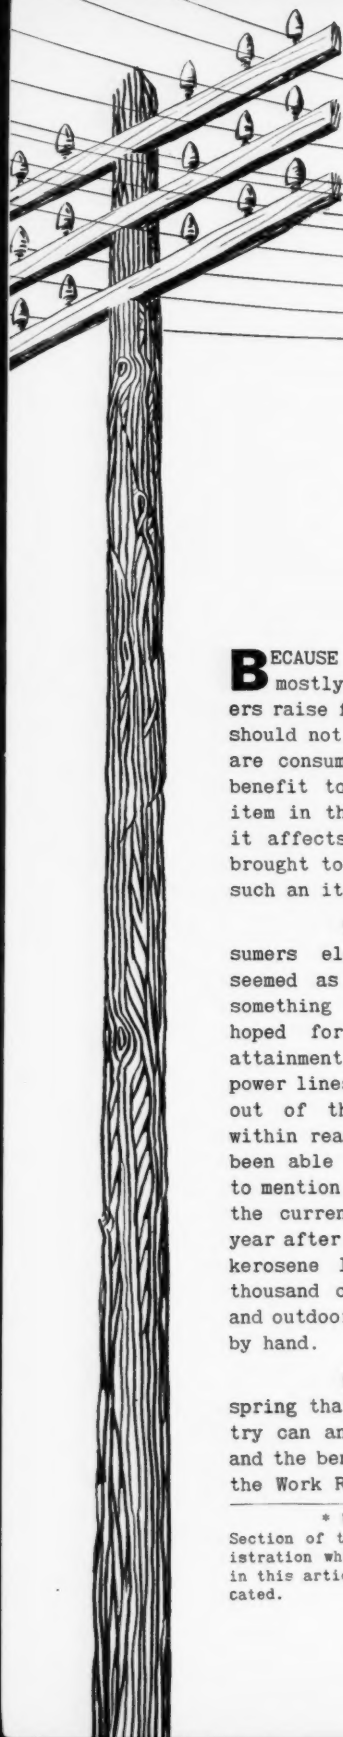 BECAUSE
mostly
ers raise
should not
are consum
benefit to
item in th
it affects
brought to
such an it
sumers el
seemed as
something
hoped for
attainment
power lines
out of th
within rea
been able
to mention
the curren
year after
kerosene l
thousand c
and outdoo
by hand.
spring tha
try can an
and the ben
the Work R
*
Section of t
istration wh
in this artic
cated.